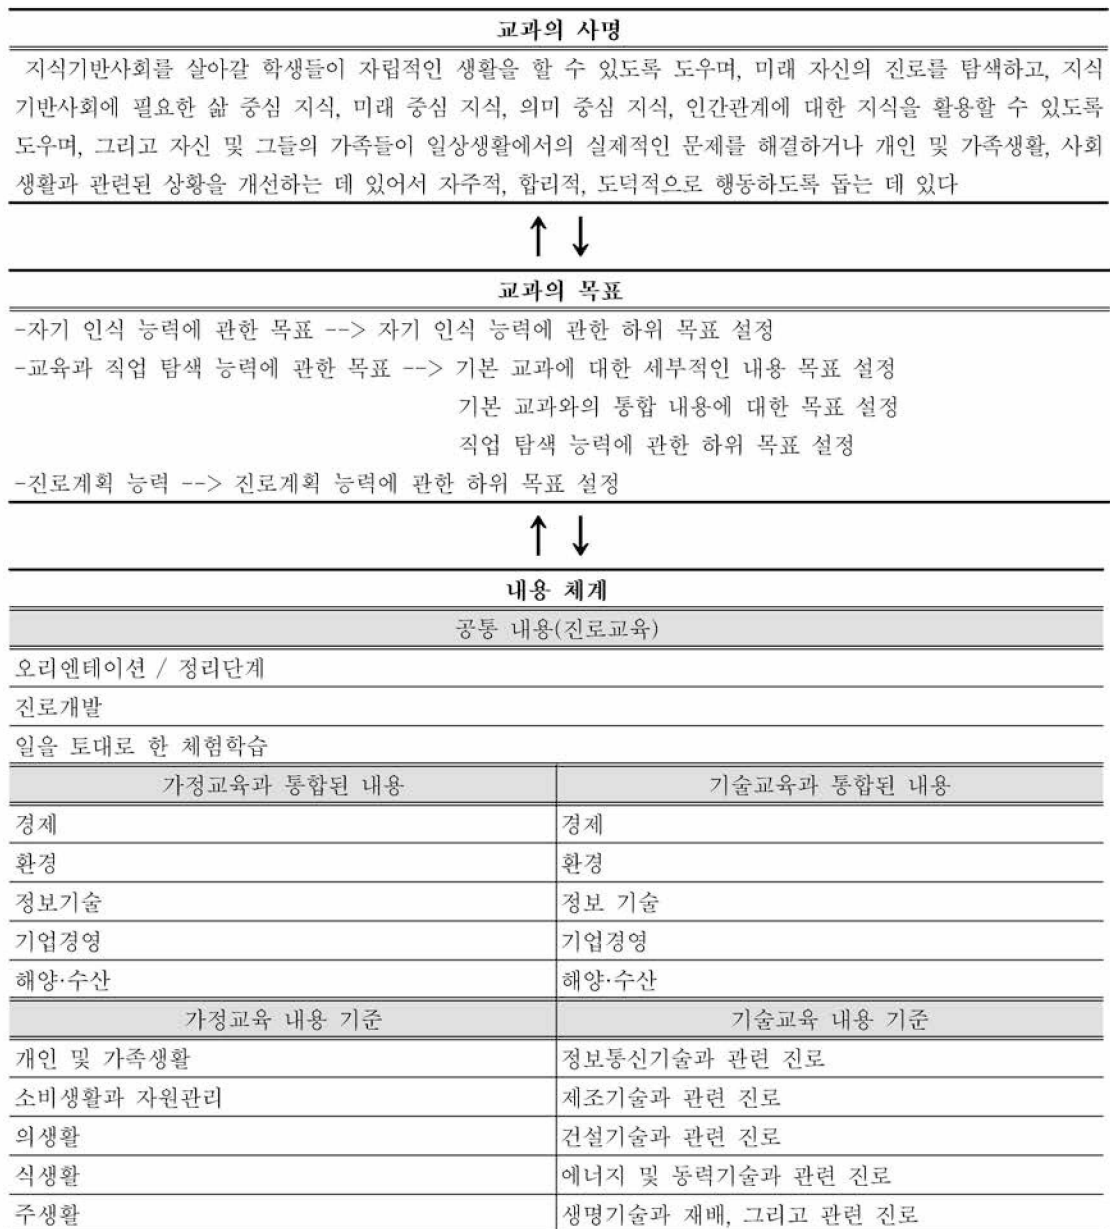 교과의 사명
지식기반사회를 살아갈 학생들이 자립적인 생활을 할 수 있도록 도우며, 미래 자신의 진로를 탐색하고, 지식
기반사회에 필요한 삶 중심 지식, 미래 중심 지식, 의미 중심 지식, 인간관계에 대한 지식을 활용할 수 있도록
도우며, 그리고 자신 및 그들의 가족들이 일상생활에서의 실제적인 문제를 해결하거나 개인 및 가족생활, 사회
생활과 관련된 상황을 개선하는 데 있어서 자주적, 합리적, 도덕적으로 행동하도록 돕는 데 있다
↑ ↓
교과의 목표
-자기 인식 능력에 관한 목표 --> 자기 인식 능력에 관한 하위 목표 설정
-교육과 직업 탐색 능력에 관한 목표 --> 기본 교과에 대한 세부적인 내용 목표 설정
기본 교과와의 통합 내용에 대한 목표 설정
직업 탐색 능력에 관한 하위 목표 설정
-진로계획 능력 --> 진로계획 능력에 관한 하위 목표 설정
↑ ↓
내용 체계
공통 내용(진로교육)
오리엔테이션 / 정리단계
진로개발
일을 토대로 한 체험학습
가정교육과 통합된 내용 기술교육과 통합된 내용
경제 경제
환경 환경
정보기술 정보 기술
기업경영 기업경영
해양·수산 해양·수산
가정교육 내용 기준 기술교육 내용 기준
개인 및 가족생활 정보통신기술과 관련 진로
소비생활과 자원관리 제조기술과 관련 진로
의생활 건설기술과 관련 진로
식생활 에너지 및 동력기술과 관련 진로
주생활 생명기술과 재배, 그리고 관련 진로